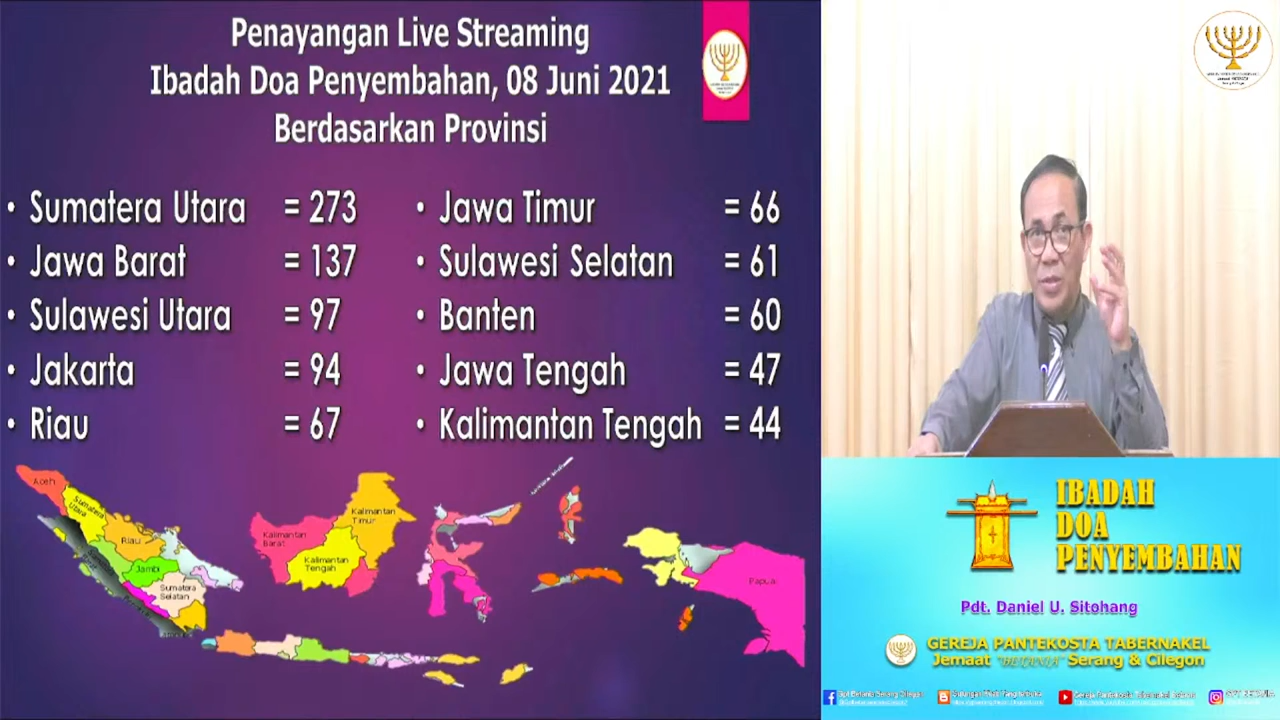 Penayangan Live Streaming
Ibadah Doa Penyembahan, 08 Juni 2021
Berdasarkan Provinsi
• Sumatera Utara = 273
• Jawa Barat = 137
• Sulawesi Utara = 97
• Jakarta = 94
• Riau = 67
• Jawa Timur = 66
• Sulawesi Selatan = 61
• Banten = 60
• Jawa Tengah = 47
• Kalimantan Tengah = 44
Aceh
Sumatera
Utara
Riau
Jambi
Sumatera
Selatan
Kalimantan
Barat
Kalimantan
Tengah
Kalimantan
Timur
Papua
IBADAH
DOA
PENYEMBAHAN
Pdt. Daniel U. Sitohang
GEREJA PANTEKOSTA TABERNAKEL
Jemaat "BETANIA" Serang & Cilegon